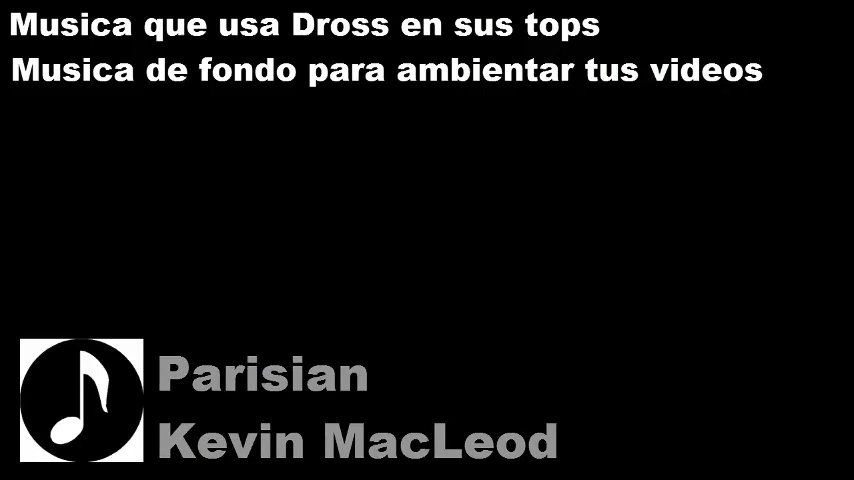 Musica que usa Dross en sus tops
Musica de fondo para ambientar tus videos
Parisian
Kevin MacLeod